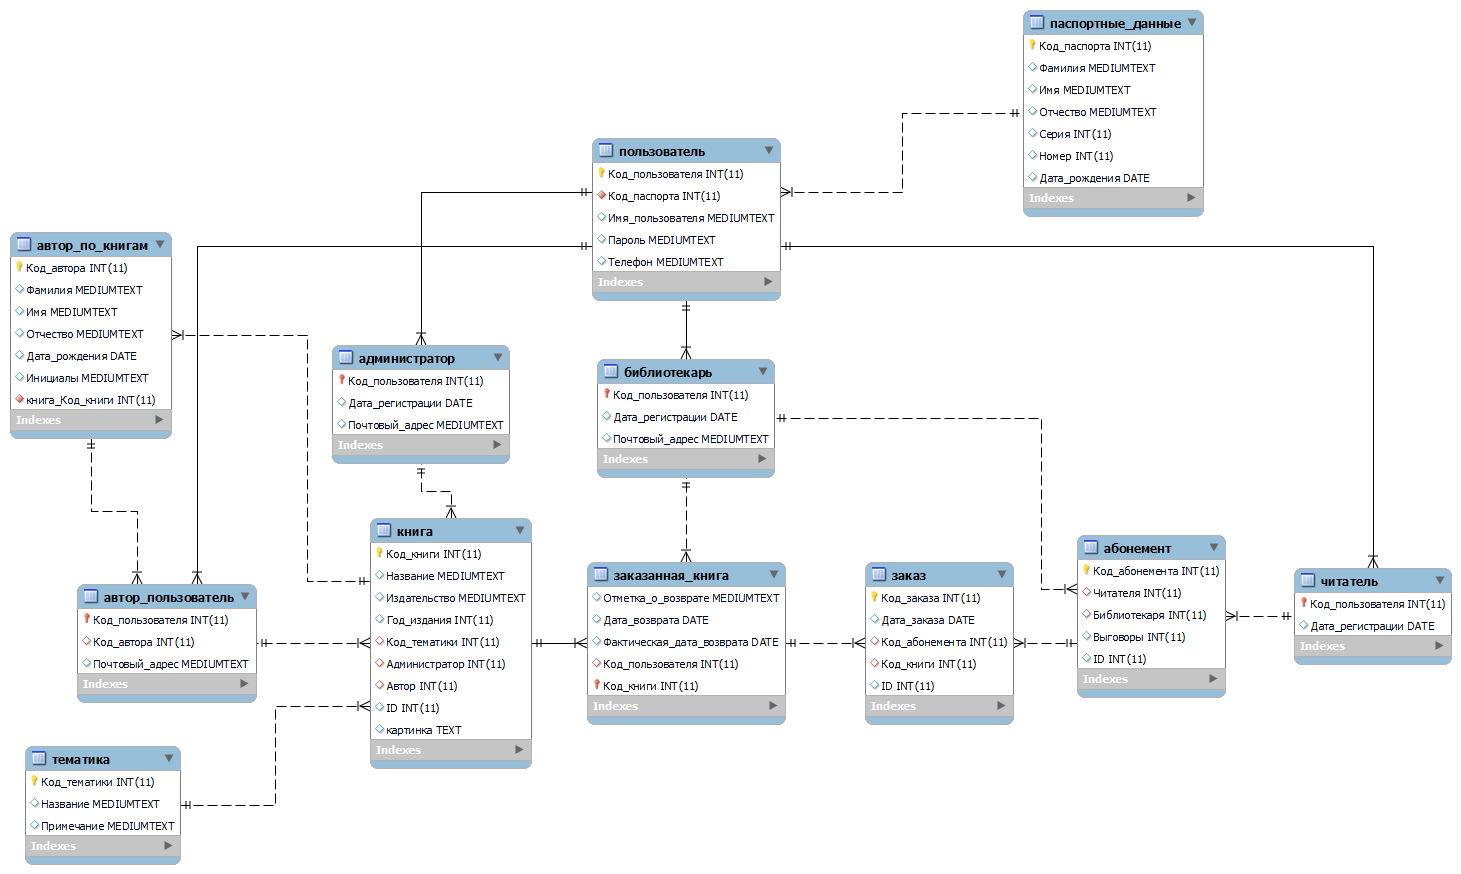 паспортные_данные
Код_паспорта INT(11)
Фамилия MEDIUMTEXT
Имя MEDIUMTEXT
Отчество MEDIUMTEXT
Серия INT(11)
Номер INT(11)
Дата_рождения DATE
Indexes
пользователь
Код_пользователя INT(11)
Код_паспорта INT(11)
Имя_пользователя MEDIUMTEXT
Пароль MEDIUMTEXT
Телефон MEDIUMTEXT
Indexes
автор_по_книгам
Код_автора INT(11)
Фамилия MEDIUMTEXT
Имя MEDIUMTEXT
Отчество MEDIUMTEXT
Дата_рождения DATE
Инициалы MEDIUMTEXT
книга_Код_книги INT(11)
Indexes
администратор
Код_пользователя INT(11)
Дата_регистрации DATE
Почтовый_адрес MEDIUMTEXT
Indexes
библиотекарь
Код_пользователя INT(11)
Дата_регистрации DATE
Почтовый_адрес MEDIUMTEXT
Indexes
автор_пользователь
Код_пользователя INT(11)
Код_автора INT(11)
Почтовый_адрес MEDIUMTEXT
Indexes
книга
Код_книги INT(11)
Название MEDIUMTEXT
Издательство MEDIUMTEXT
Год_издания INT(11)
Код_тематики INT(11)
Администратор INT(11)
Автор INT(11)
ID INT(11)
картинка TEXT
Indexes
заказанная_книга
Отметка_о_возврате MEDIUMTEXT
Дата_возврата DATE
Фактическая_дата_возврата DATE
Код_пользователя INT(11)
Код_книги INT(11)
Indexes
заказ
Код_заказа INT(11)
Дата_заказа DATE
Код_абонемента INT(11)
Код_книги INT(11)
ID INT(11)
Indexes
абонемент
Код_абонемента INT(11)
Читателя INT(11)
Библиотекаря INT(11)
Выговоры INT(11)
ID INT(11)
Indexes
читатель
Код_пользователя INT(11)
Дата_регистрации DATE
Indexes
тематика
Код_тематики INT(11)
Название MEDIUMTEXT
Примечание MEDIUMTEXT
Indexes